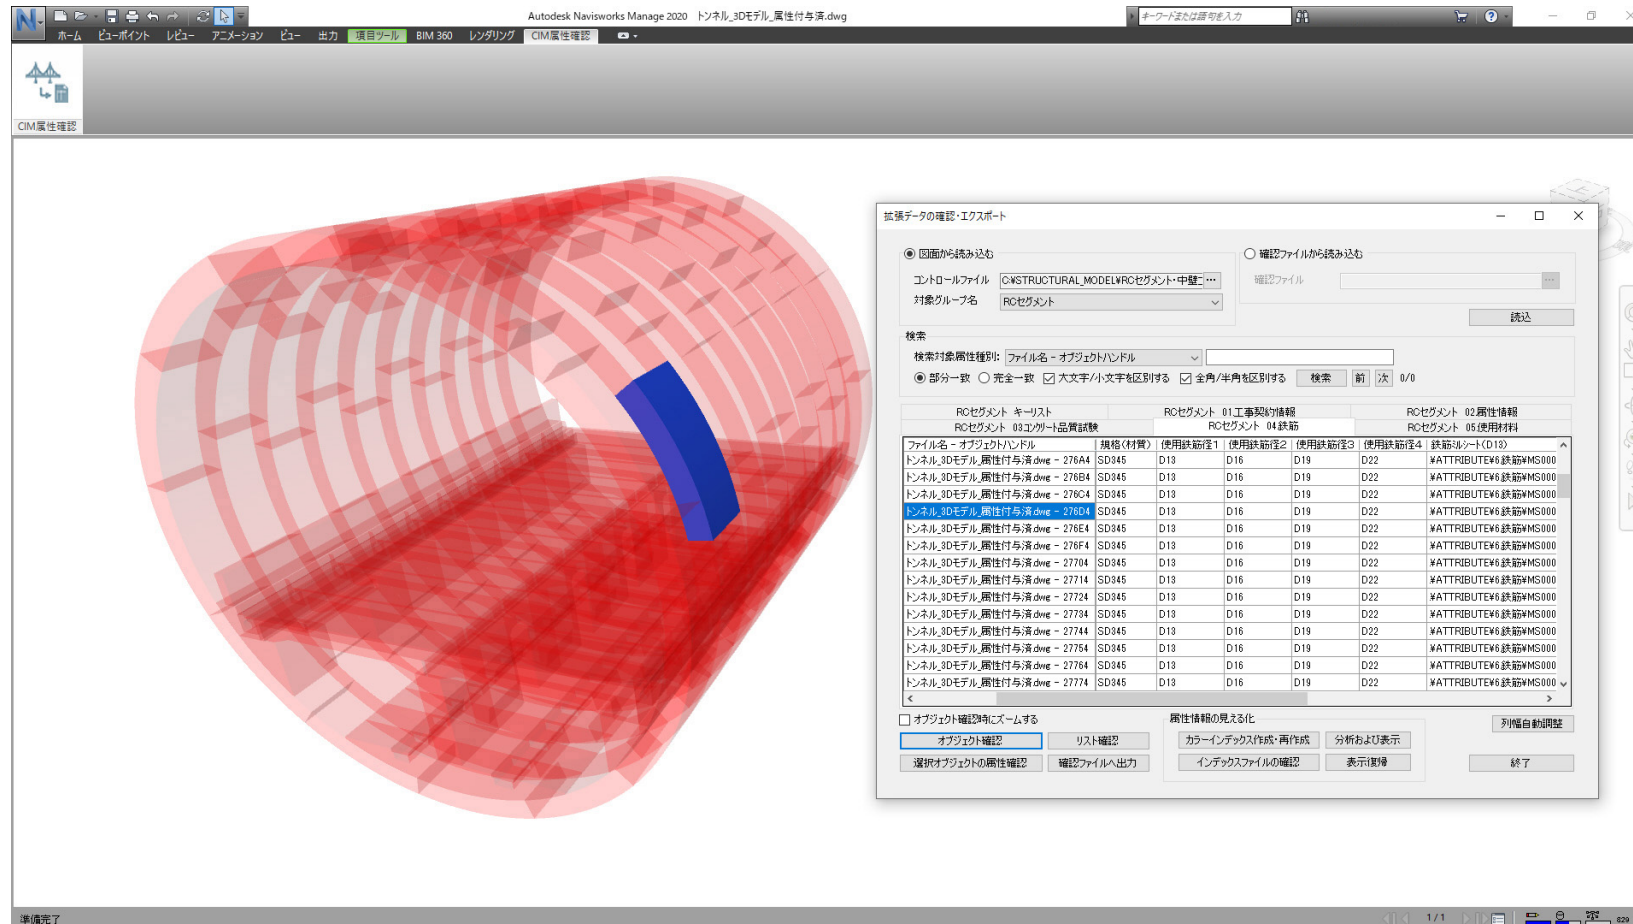 Autodesk Navisworks Manage 2020 トンネル_3Dモデル_属性付与済.dwg
キーワードまたは語句を入力
ホーム ビューポイント レビュー アニメーション ビュー 出力 項目ツール BIM 360 レンダリング CIM属性確認
CIM属性確認
拡張データの確認・エクスポート
図面から読み込む
確認ファイルから読み込む
コントロールファイル C:¥STRUCTURAL_MODEL¥RCセグメント・中壁 ...
確認ファイル ...
対象グループ名 RCセグメント
読込
検索
検索対象属性種別: ファイル名 - オブジェクトハンドル
部分一致 完全一致 大文字/小文字を区別する 全角/半角を区別する 検索 前 次 0/0
RCセグメント キーリスト RCセグメント 01工事契約情報 RCセグメント 02属性情報
RCセグメント 03コンクリート品質試験 RCセグメント 04鉄筋 RCセグメント 05使用材料
ファイル名 - オブジェクトハンドル 規格(材質) 使用鉄筋径1 使用鉄筋径2 使用鉄筋径3 使用鉄筋径4 鉄筋ミルシート(D13)
トンネル_3Dモデル_属性付与済.dwg - 276A4 SD345 D13 D16 D19 D22 ¥ATTRIBUTE¥6鉄筋¥MS000
トンネル_3Dモデル_属性付与済.dwg - 276B4 SD345 D13 D16 D19 D22 ¥ATTRIBUTE¥6鉄筋¥MS000
トンネル_3Dモデル_属性付与済.dwg - 276C4 SD345 D13 D16 D19 D22 ¥ATTRIBUTE¥6鉄筋¥MS000
トンネル_3Dモデル_属性付与済.dwg - 276D4 SD345 D13 D16 D19 D22 ¥ATTRIBUTE¥6鉄筋¥MS000
トンネル_3Dモデル_属性付与済.dwg - 276E4 SD345 D13 D16 D19 D22 ¥ATTRIBUTE¥6鉄筋¥MS000
トンネル_3Dモデル_属性付与済.dwg - 276F4 SD345 D13 D16 D19 D22 ¥ATTRIBUTE¥6鉄筋¥MS000
トンネル_3Dモデル_属性付与済.dwg - 27704 SD345 D13 D16 D19 D22 ¥ATTRIBUTE¥6鉄筋¥MS000
トンネル_3Dモデル_属性付与済.dwg - 27714 SD345 D13 D16 D19 D22 ¥ATTRIBUTE¥6鉄筋¥MS000
トンネル_3Dモデル_属性付与済.dwg - 27724 SD345 D13 D16 D19 D22 ¥ATTRIBUTE¥6鉄筋¥MS000
トンネル_3Dモデル_属性付与済.dwg - 27734 SD345 D13 D16 D19 D22 ¥ATTRIBUTE¥6鉄筋¥MS000
トンネル_3Dモデル_属性付与済.dwg - 27744 SD345 D13 D16 D19 D22 ¥ATTRIBUTE¥6鉄筋¥MS000
トンネル_3Dモデル_属性付与済.dwg - 27754 SD345 D13 D16 D19 D22 ¥ATTRIBUTE¥6鉄筋¥MS000
トンネル_3Dモデル_属性付与済.dwg - 27764 SD345 D13 D16 D19 D22 ¥ATTRIBUTE¥6鉄筋¥MS000
トンネル_3Dモデル_属性付与済.dwg - 27774 SD345 D13 D16 D19 D22 ¥ATTRIBUTE¥6鉄筋¥MS000
オブジェクト確認時にズームする 属性情報の見える化 列幅自動調整
オブジェクト確認 リスト確認 カラーインデックス作成・再作成 分析および表示
選択オブジェクトの属性確認 確認ファイルへ出力 インデックスファイルの確認 表示復帰 終了
準備完了
1/1
829